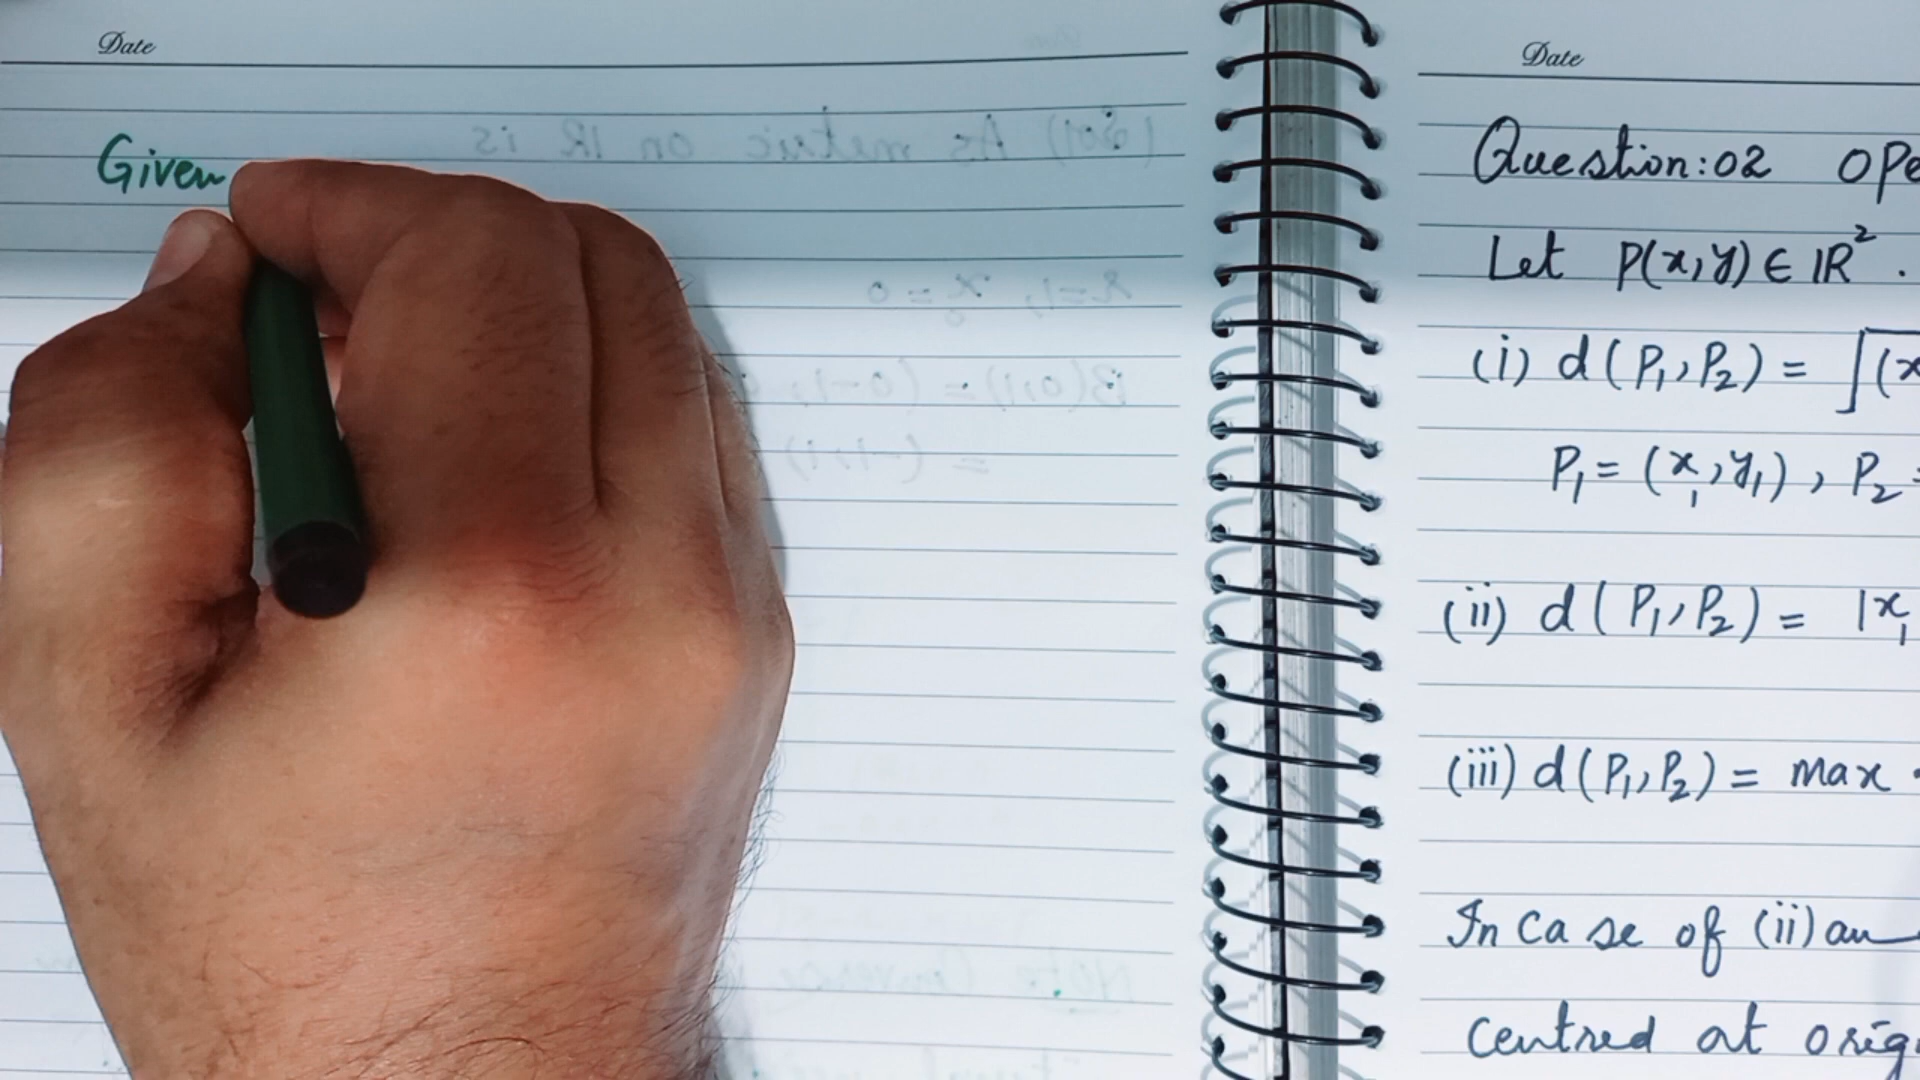 Date
Given
Date
Question:02 ope
Let P(x,y) ∈ IR².
(i) d(P₁,P₂) = √(x
P₁ = (x₁,y₁), P₂ =
(ii) d(P₁,P₂) = |x₁
(iii) d(P₁,P₂) = max
In Case of (ii) an
Centred at orig